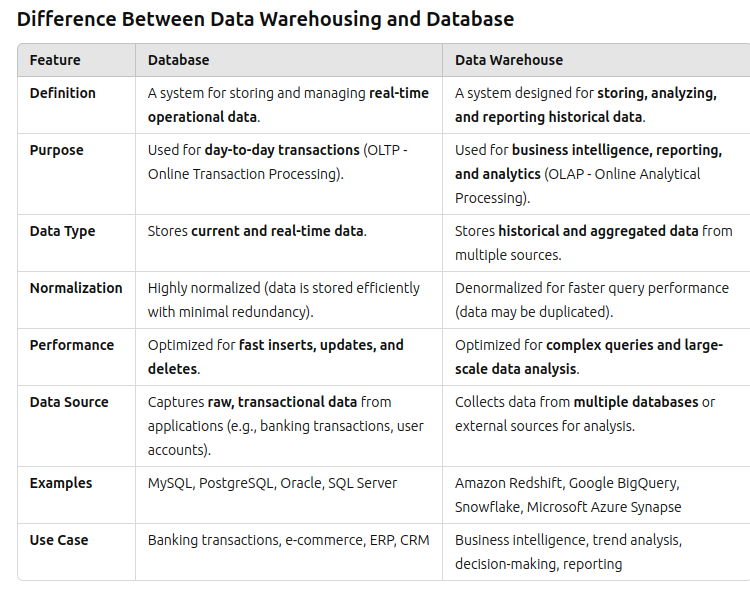 Difference Between Data Warehousing and Database
Feature Database Data Warehouse
Definition A system for storing and managing real-time A system designed for storing, analyzing,
operational data. and reporting historical data.
Purpose Used for day-to-day transactions (OLTP - Used for business intelligence, reporting,
Online Transaction Processing). and analytics (OLAP - Online Analytical
Processing).
Data Type Stores current and real-time data. Stores historical and aggregated data from
multiple sources.
Normalization Highly normalized (data is stored efficiently Denormalized for faster query performance
with minimal redundancy). (data may be duplicated).
Performance Optimized for fast inserts, updates, and Optimized for complex queries and large-
deletes. scale data analysis.
Data Source Captures raw, transactional data from Collects data from multiple databases or
applications (e.g., banking transactions, user external sources for analysis.
accounts).
Examples MySQL, PostgreSQL, Oracle, SQL Server Amazon Redshift, Google BigQuery,
Snowflake, Microsoft Azure Synapse
Use Case Banking transactions, e-commerce, ERP, CRM Business intelligence, trend analysis,
decision-making, reporting